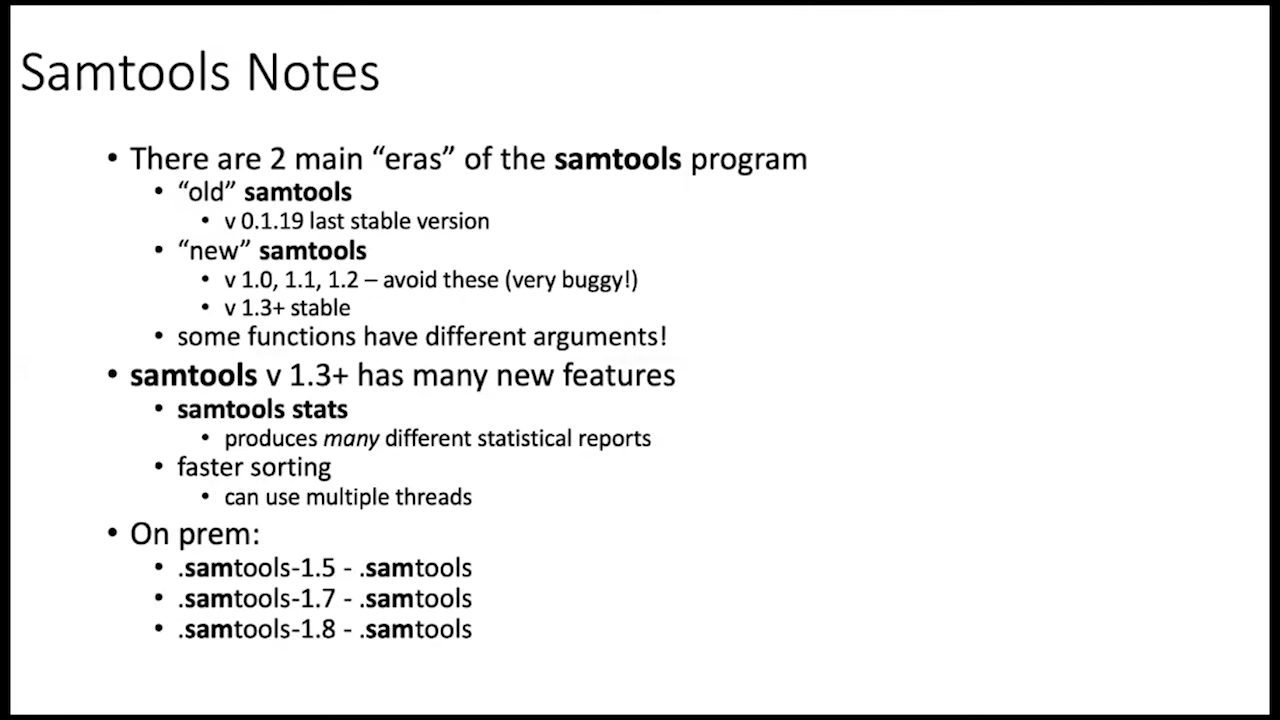 Samtools Notes
• There are 2 main “eras” of the samtools program
• “old” samtools
• v 0.1.19 last stable version
• “new” samtools
• v 1.0, 1.1, 1.2 – avoid these (very buggy!)
• v 1.3+ stable
• some functions have different arguments!
• samtools v 1.3+ has many new features
• samtools stats
• produces many different statistical reports
• faster sorting
• can use multiple threads
• On prem:
• .samtools-1.5 - .samtools
• .samtools-1.7 - .samtools
• .samtools-1.8 - .samtools